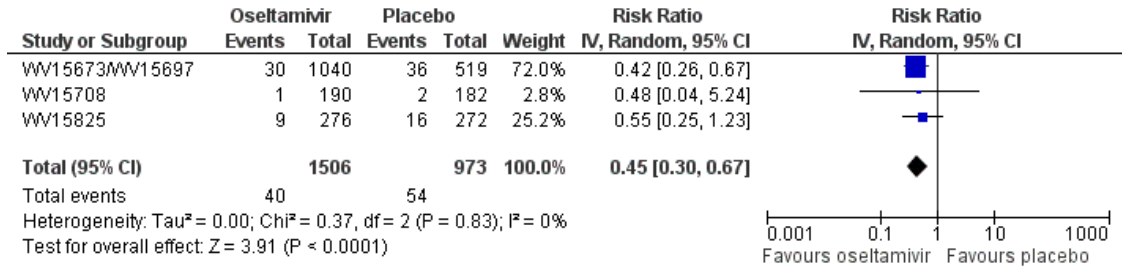 Oseltamivir Placebo Risk Ratio Risk Ratio
Study or Subgroup Events Total Events Total Weight IV, Random, 95% CI IV, Random, 95% CI
WV15673/WV15697 30 1040 36 519 72.0% 0.42 [0.26, 0.67]
WV15708 1 190 2 182 2.8% 0.48 [0.04, 5.24]
WV15825 9 276 16 272 25.2% 0.55 [0.25, 1.23]
Total (95% CI) 1506 973 100.0% 0.45 [0.30, 0.67]
Total events 40 54
Heterogeneity: Tau² = 0.00; Chi² = 0.37, df = 2 (P = 0.83); I² = 0%
Test for overall effect: Z = 3.91 (P < 0.0001)
0.001 0.1 1 10 1000
Favours oseltamivir Favours placebo